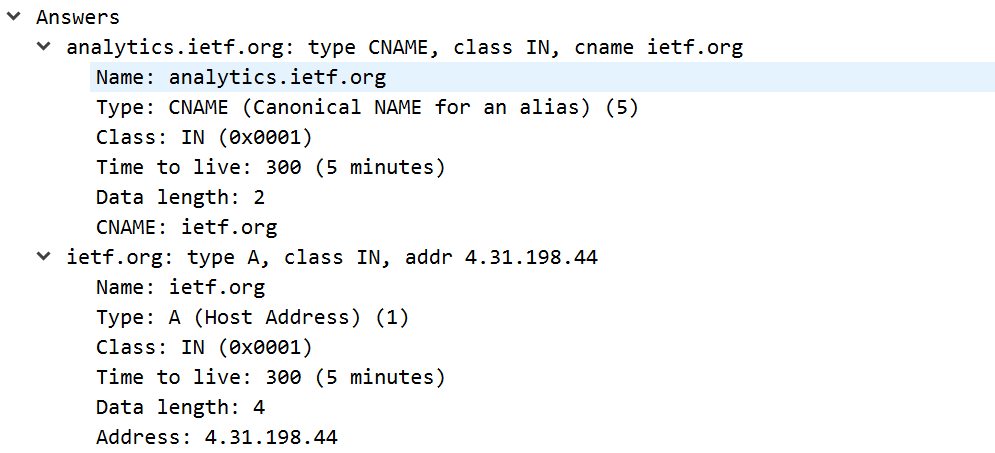 Answers
analytics.ietf.org: type CNAME, class IN, cname ietf.org
Name: analytics.ietf.org
Type: CNAME (Canonical NAME for an alias) (5)
Class: IN (0x0001)
Time to live: 300 (5 minutes)
Data length: 2
CNAME: ietf.org
ietf.org: type A, class IN, addr 4.31.198.44
Name: ietf.org
Type: A (Host Address) (1)
Class: IN (0x0001)
Time to live: 300 (5 minutes)
Data length: 4
Address: 4.31.198.44